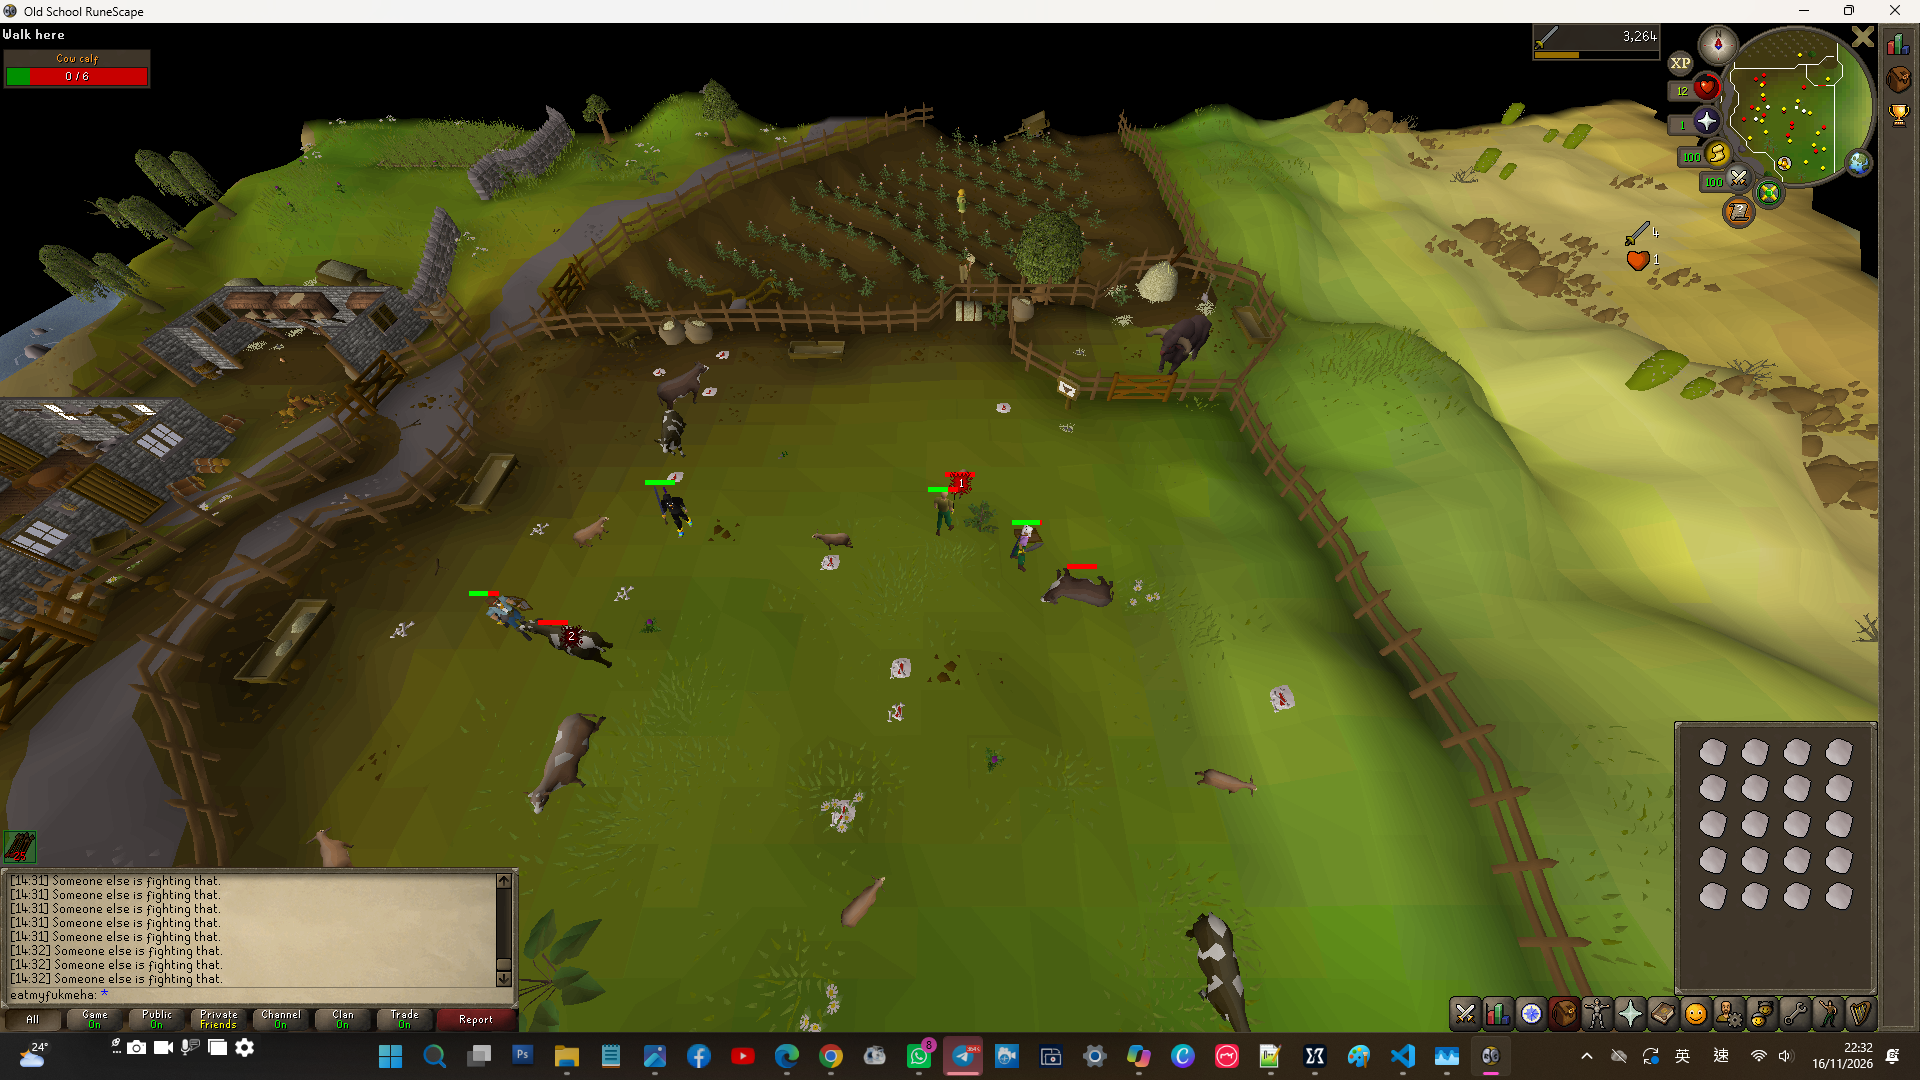 Old School RuneScape
Walk here
Cow calf
0 / 6
3,264
XP
N
12
1
100
100
4
1
1
2
[14:31] Someone else is fighting that.
[14:31] Someone else is fighting that.
[14:31] Someone else is fighting that.
[14:31] Someone else is fighting that.
[14:31] Someone else is fighting that.
[14:32] Someone else is fighting that.
[14:32] Someone else is fighting that.
[14:32] Someone else is fighting that.
eatmyfukmeha: *
All
Game
On
Public
On
Private
Friends
Channel
On
Clan
On
Trade
On
Report
24°
Ps
8
英
速
22:32
16/11/2026